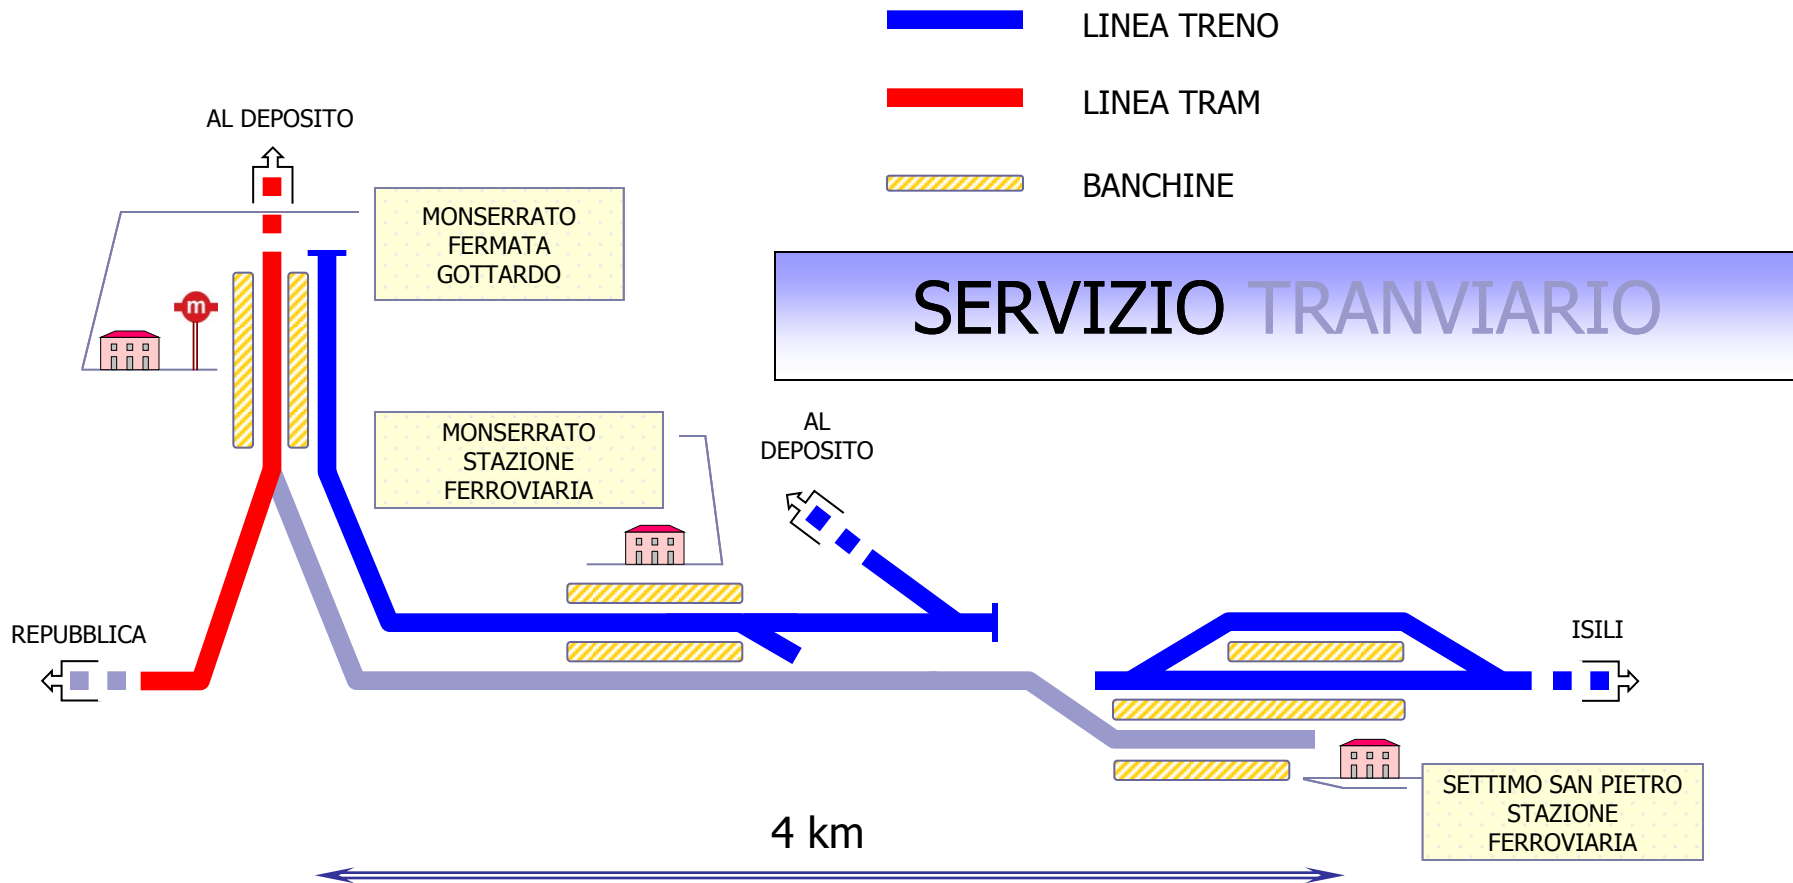 LINEA TRENO
LINEA TRAM
BANCHINE
AL DEPOSITO
MONSERRATO
FERMATA
GOTTARDO
m
SERVIZIO TRANVIARIO
MONSERRATO
STAZIONE
FERROVIARIA
AL
DEPOSITO
REPUBBLICA
ISILI
SETTIMO SAN PIETRO
STAZIONE
FERROVIARIA
4 km